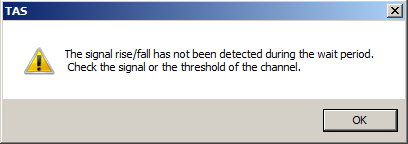 TAS
The signal rise/fall has not been detected during the wait period.
Check the signal or the threshold of the channel.
OK